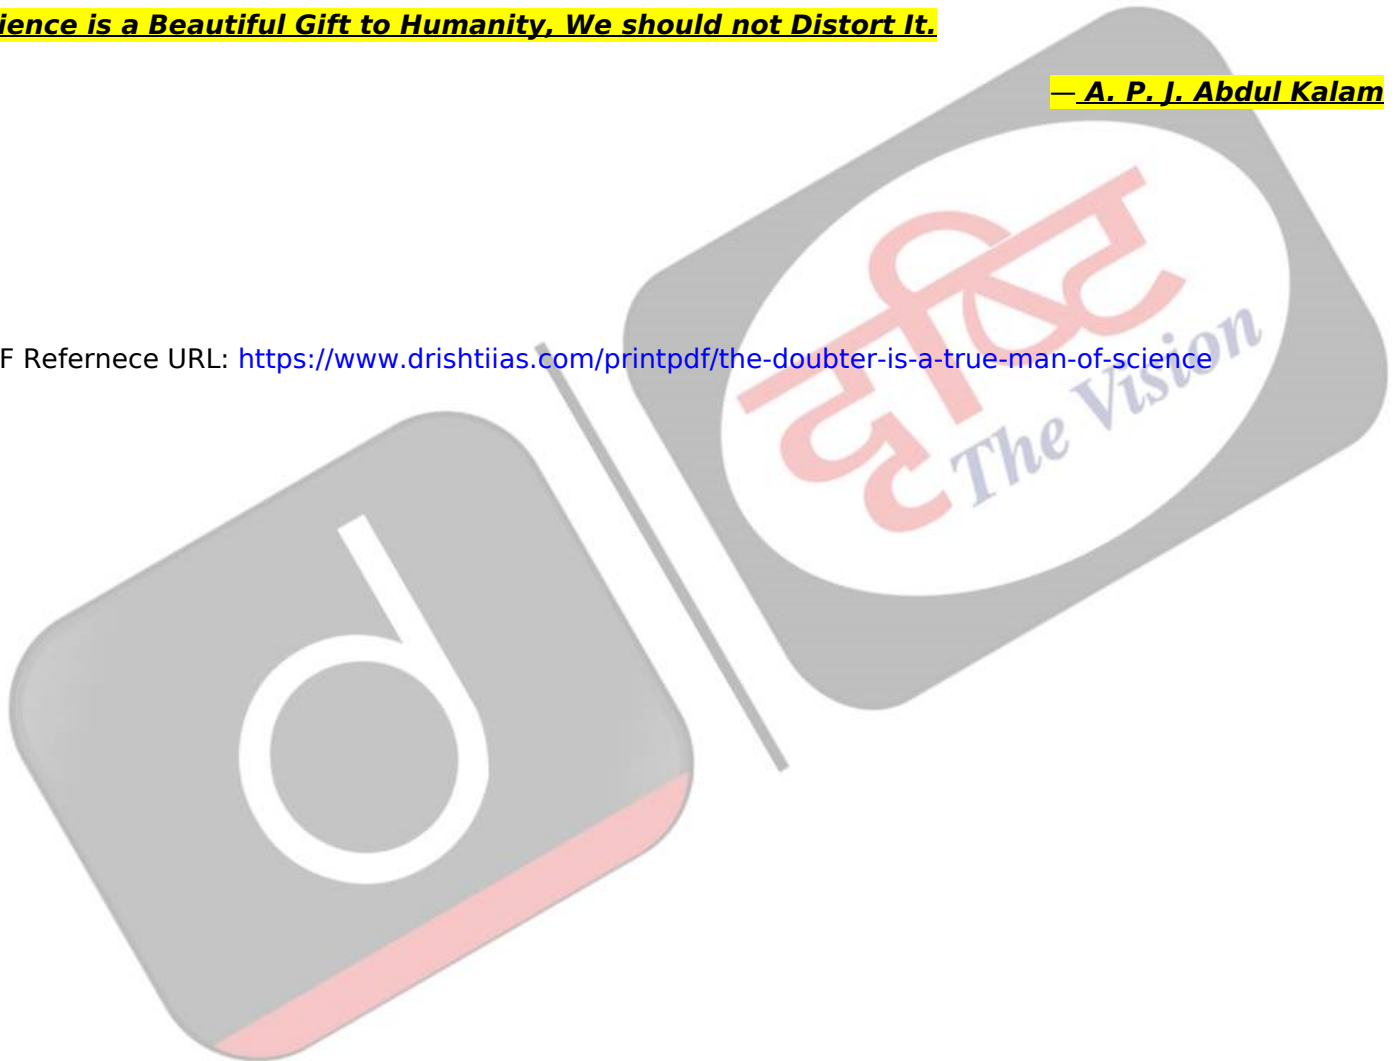 ience is a Beautiful Gift to Humanity, We should not Distort It.
— A. P. J. Abdul Kalam
F Refernece URL: https://www.drishtiias.com/printpdf/the-doubter-is-a-true-man-of-science
दृष्टि
The Vision
d